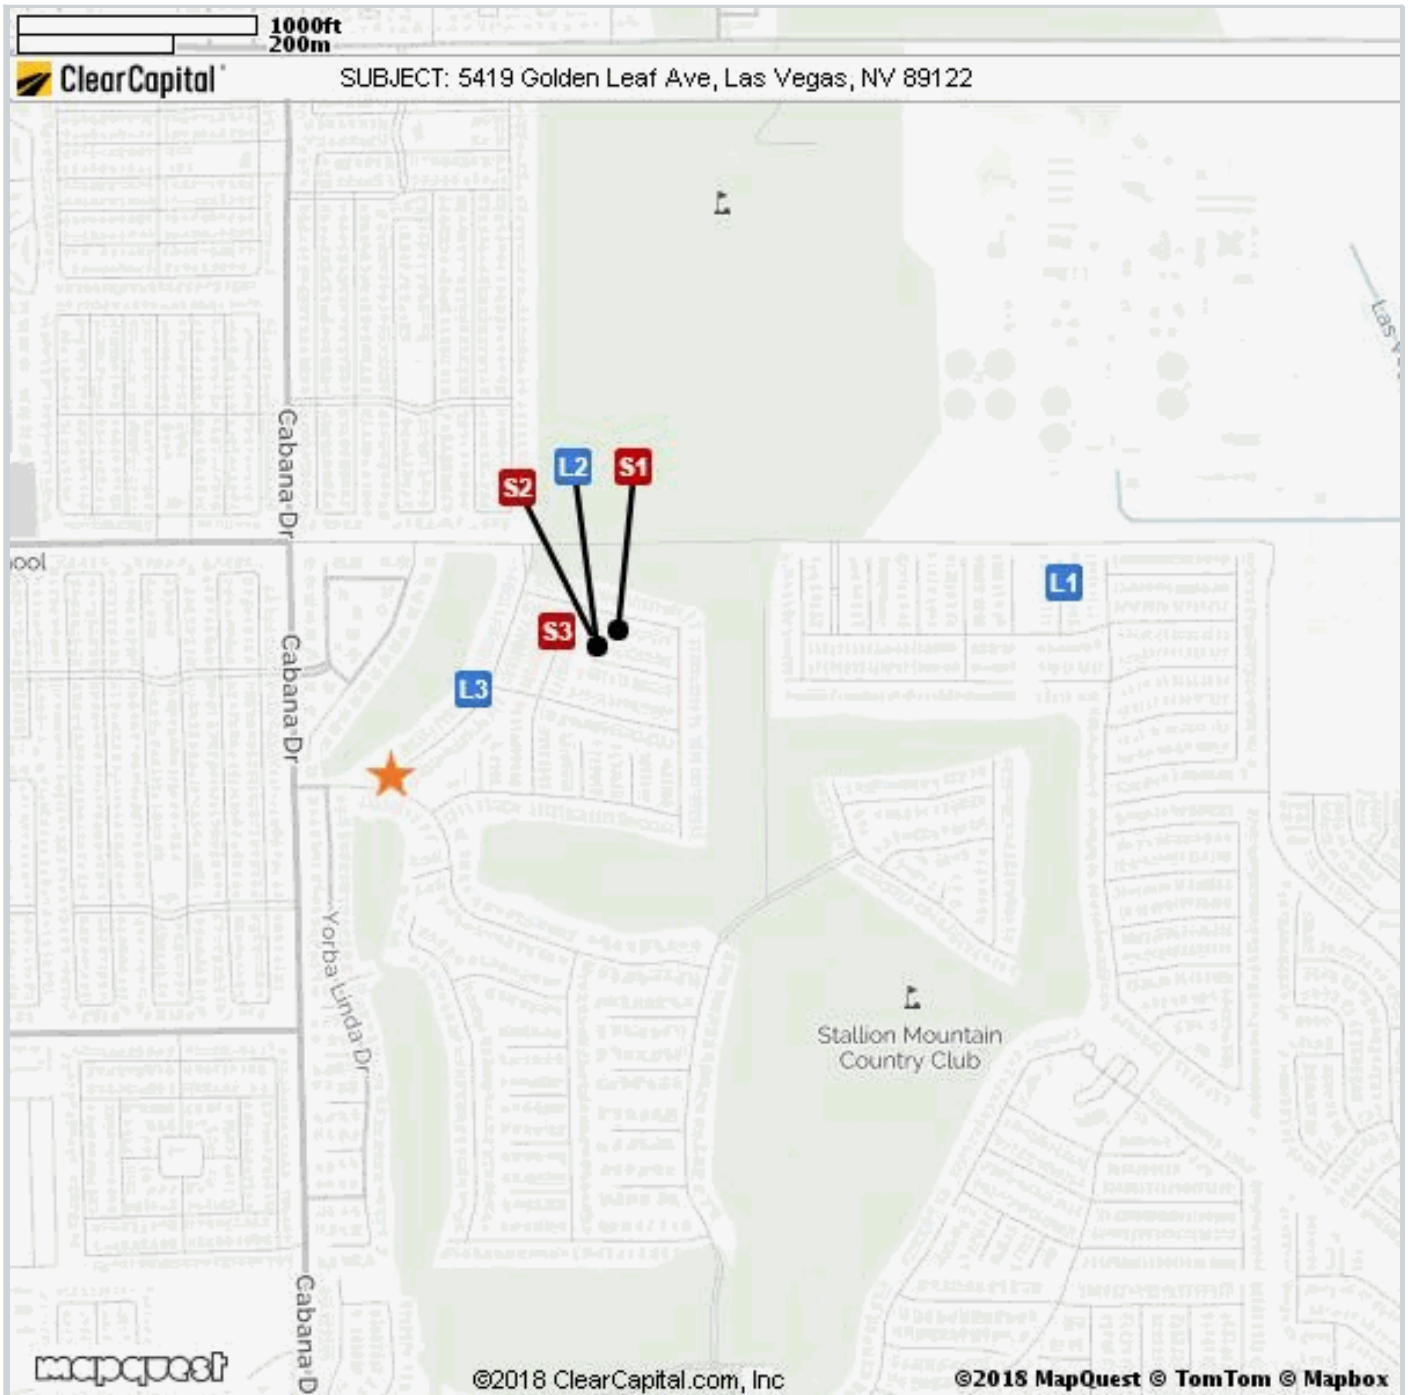 1000ft
200m
ClearCapital
SUBJECT: 5419 Golden Leaf Ave, Las Vegas, NV 89122
Las
Cabana Dr
L2
S1
S2
ool
L1
S3
Cabana Dr
L3
Yorba Linda Dr
Stallion Mountain
Country Club
Cabana D
mapquest
©2018 ClearCapital.com, Inc
©2018 MapQuest © TomTom © Mapbox